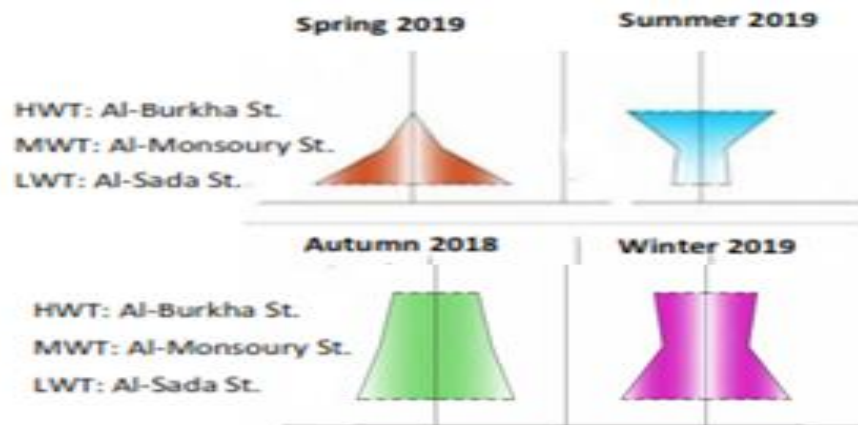 Spring 2019 Summer 2019
HWT: Al-Burkha St.
MWT: Al-Monsoury St.
LWT: Al-Sada St.
Autumn 2018 Winter 2019
HWT: Al-Burkha St.
MWT: Al-Monsoury St.
LWT: Al-Sada St.